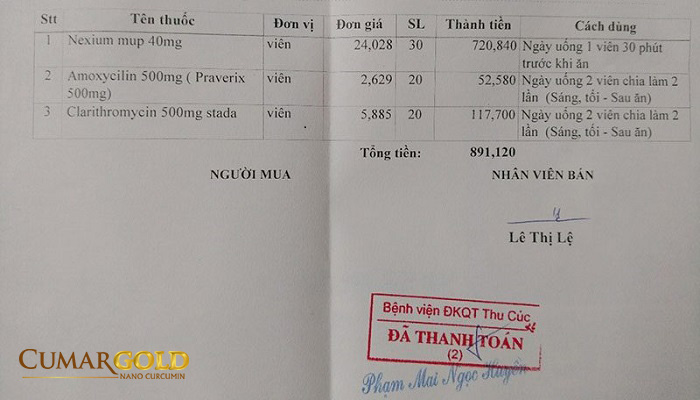 Stt Tên thuốc Đơn vị Đơn giá SL Thành tiền Cách dùng
1 Nexium mup 40mg viên 24,028 30 720,840 Ngày uống 1 viên 30 phút
trước khi ăn
2 Amoxycilin 500mg ( Praverix viên 2,629 20 52,580 Ngày uống 2 viên chia làm 2
500mg) lần (Sáng, tối - Sau ăn)
3 Clarithromycin 500mg stada viên 5,885 20 117,700 Ngày uống 2 viên chia làm 2
lần (Sáng, tối - Sau ăn)
Tổng tiền: 891,120
NGƯỜI MUA NHÂN VIÊN BÁN
Lê Thị Lệ
Bệnh viện ĐKQT Thu Cúc
ĐÃ THANH TOÁN
(2)
Phạm Mai Ngọc Huyền
CUMARGOLD
NANO CURCUMIN